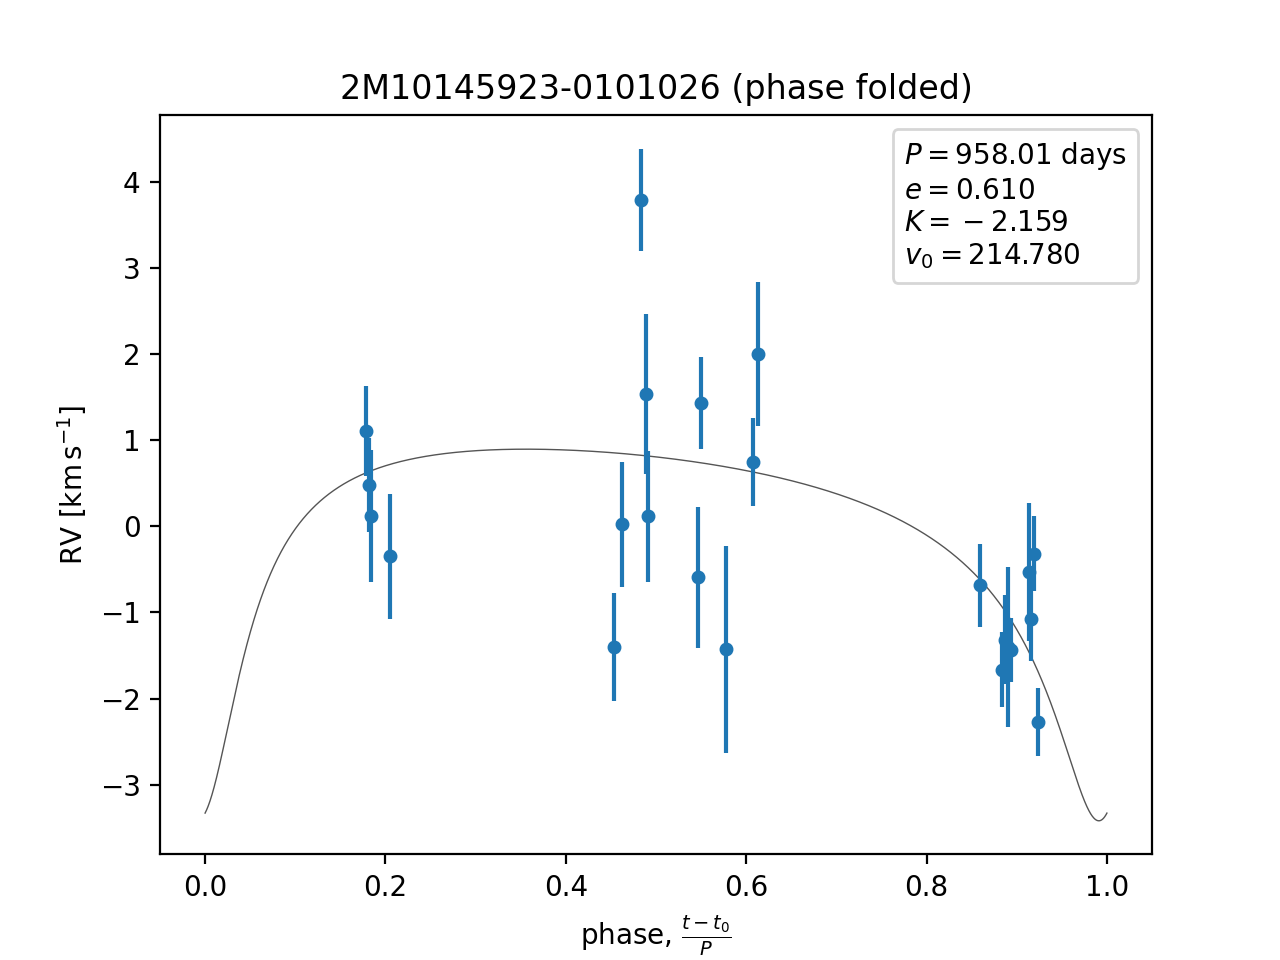 2M10145923-0101026 (phase folded)
P = 958.01 days
e = 0.610
K = −2.159
v₀ = 214.780
4
3
2
1
0
−1
−2
−3
RV [km s⁻¹]
0.0 0.2 0.4 0.6 0.8 1.0
phase, (t − t₀)/P